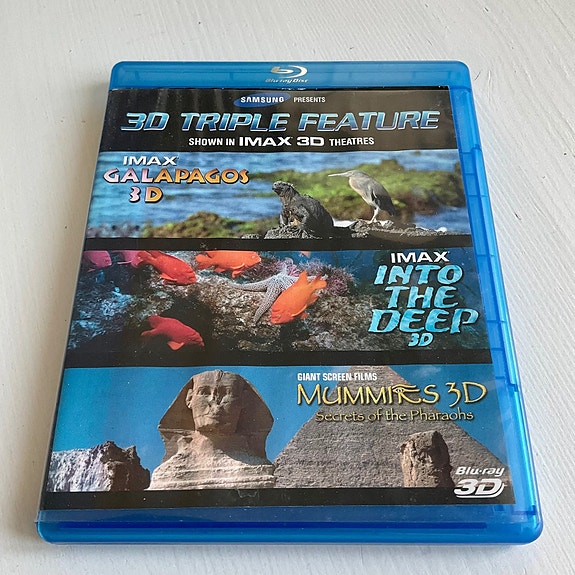 Blu-ray Disc
SAMSUNG PRESENTS
3D TRIPLE FEATURE
SHOWN IN IMAX 3D THEATRES
IMAX
GALAPAGOS
3D
IMAX
INTO
THE
DEEP
3D
GIANT SCREEN FILMS
MUMMIES 3D
Secrets of the Pharaohs
Blu-ray
3D